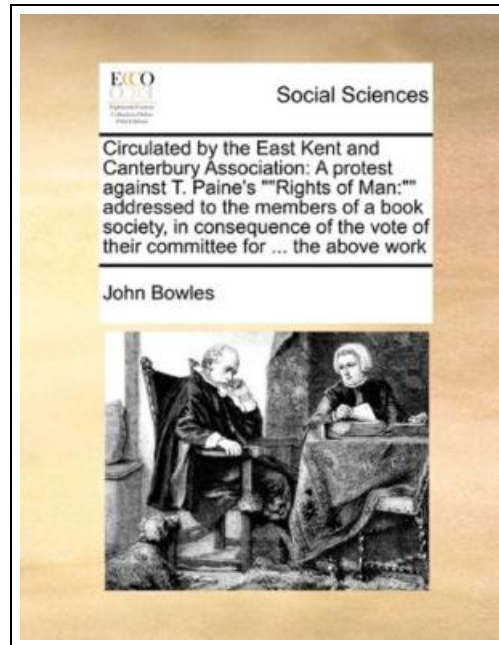 ECCO
Social Sciences
Circulated by the East Kent and
Canterbury Association: A protest
against T. Paine's ""Rights of Man:""
addressed to the members of a book
society, in consequence of the vote of
their committee for ... the above work
John Bowles